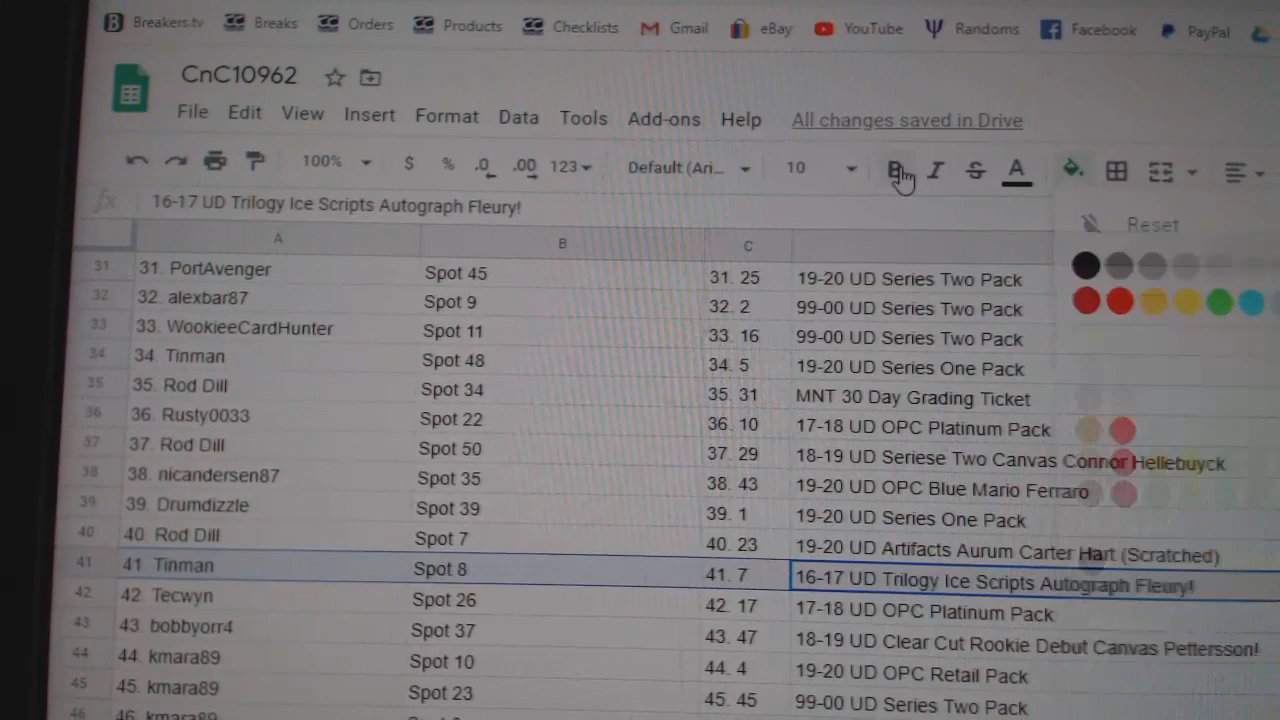 Breakers.tv Breaks Orders Products Checklists Gmail eBay YouTube Randoms Facebook PayPal
CnC10962
File Edit View Insert Format Data Tools Add-ons Help All changes saved in Drive
100% $ % .0 .00 123 Default (Ari... 10 B I S A
fx 16-17 UD Trilogy Ice Scripts Autograph Fleury!
Reset
A B C
31 31. PortAvenger Spot 45 31. 25 19-20 UD Series Two Pack
32 32. alexbar87 Spot 9 32. 2 99-00 UD Series Two Pack
33 33. WookieeCardHunter Spot 11 33. 16 99-00 UD Series Two Pack
34 34. Tinman Spot 48 34. 5 19-20 UD Series One Pack
35 35. Rod Dill Spot 34 35. 31 MNT 30 Day Grading Ticket
36 36. Rusty0033 Spot 22 36. 10 17-18 UD OPC Platinum Pack
37 37. Rod Dill Spot 50 37. 29 18-19 UD Seriese Two Canvas Connor Hellebuyck
38 38. nicandersen87 Spot 35 38. 43 19-20 UD OPC Blue Mario Ferraro
39 39. Drumdizzle Spot 39 39. 1 19-20 UD Series One Pack
40 40. Rod Dill Spot 7 40. 23 19-20 UD Artifacts Aurum Carter Hart (Scratched)
41 41. Tinman Spot 8 41. 7 16-17 UD Trilogy Ice Scripts Autograph Fleury!
42 42. Tecwyn Spot 26 42. 17 17-18 UD OPC Platinum Pack
43 43. bobbyorr4 Spot 37 43. 47 18-19 UD Clear Cut Rookie Debut Canvas Pettersson!
44 44. kmara89 Spot 10 44. 4 19-20 UD OPC Retail Pack
45 45. kmara89 Spot 23 45. 45 99-00 UD Series Two Pack
46 46. kmara89